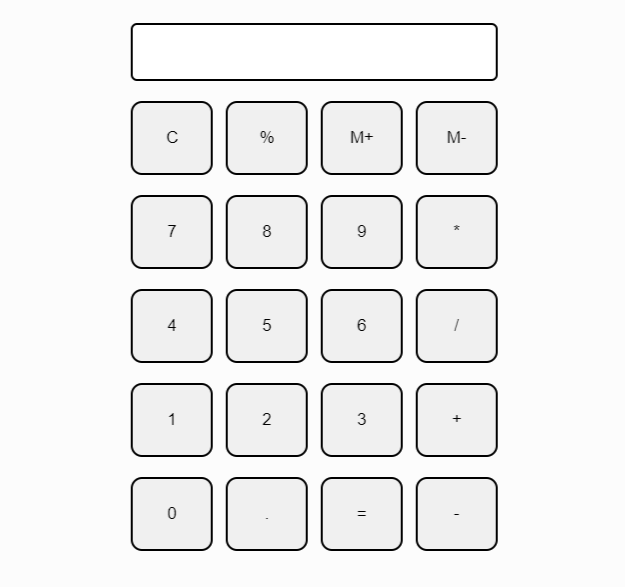 C % M+ M-
7 8 9 *
4 5 6 /
1 2 3 +
0 . = -